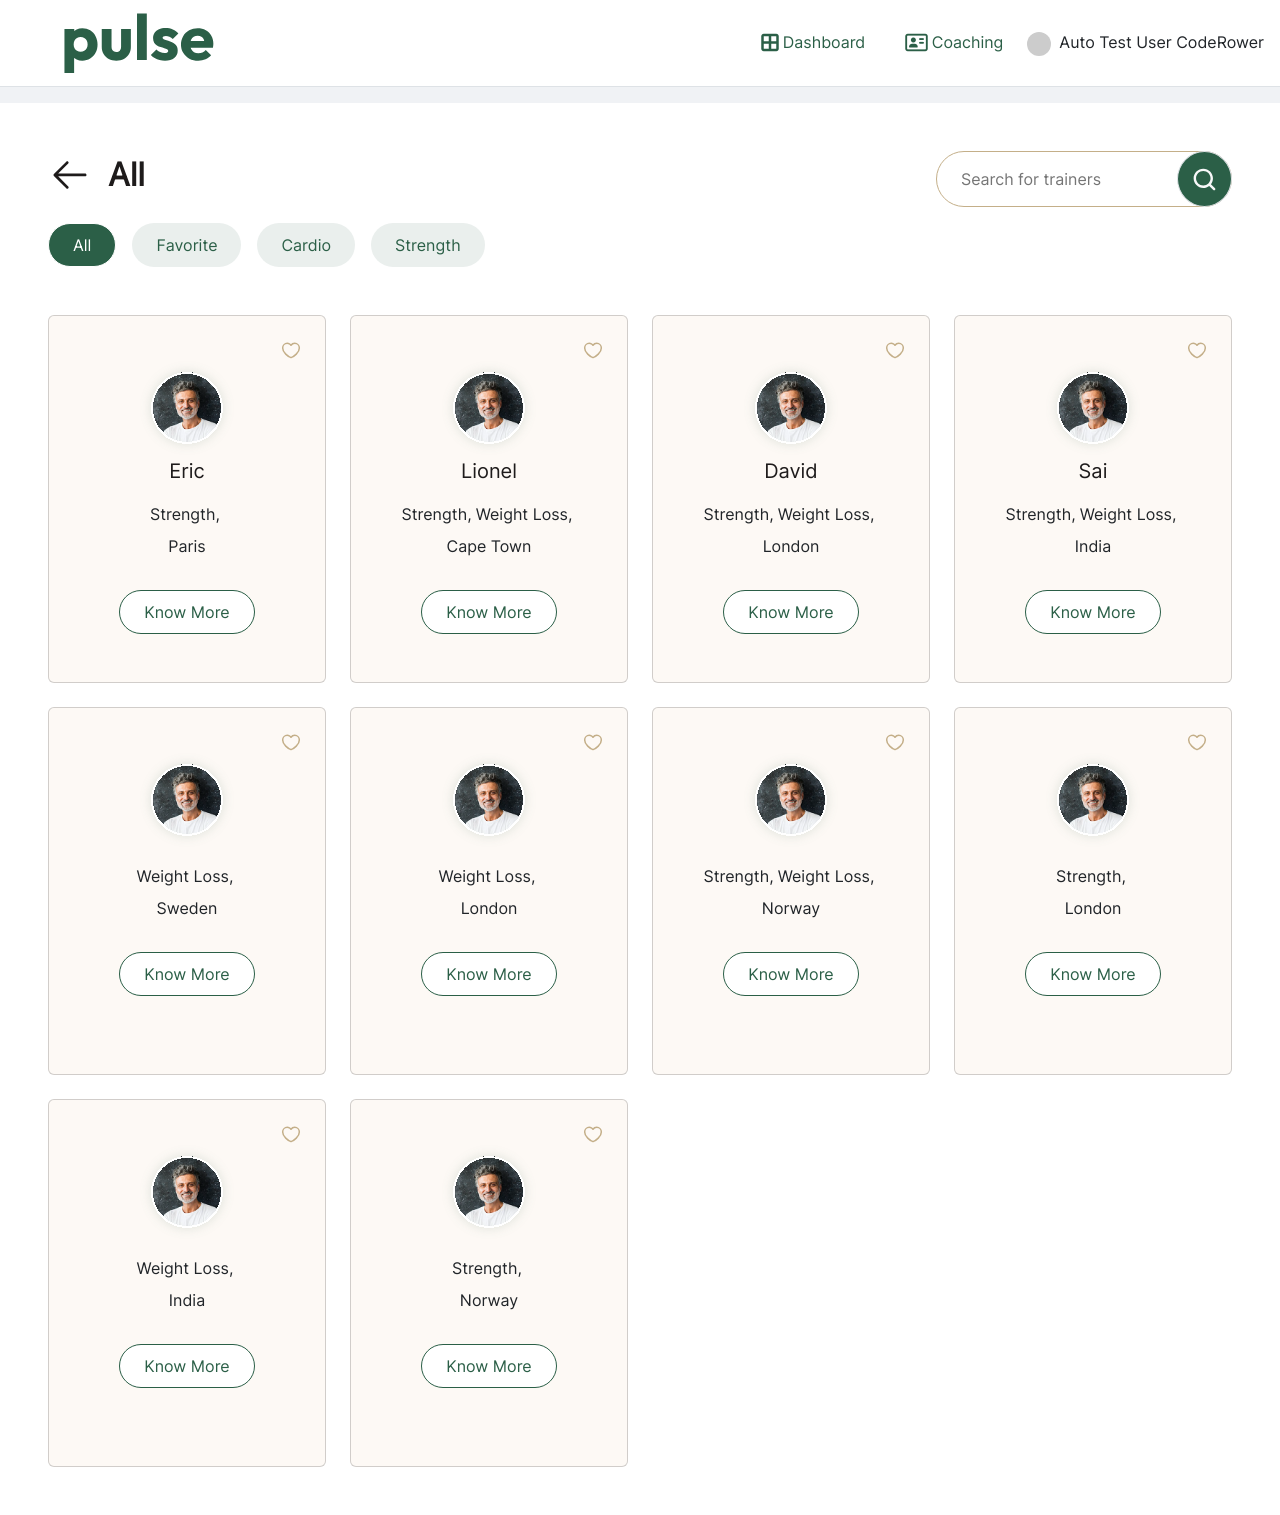 pulse
Dashboard Coaching Auto Test User CodeRower
All
Search for trainers
All Favorite Cardio Strength
Eric
Strength,
Paris
Know More
Lionel
Strength, Weight Loss,
Cape Town
Know More
David
Strength, Weight Loss,
London
Know More
Sai
Strength, Weight Loss,
India
Know More
Weight Loss,
Sweden
Know More
Weight Loss,
London
Know More
Strength, Weight Loss,
Norway
Know More
Strength,
London
Know More
Weight Loss,
India
Know More
Strength,
Norway
Know More